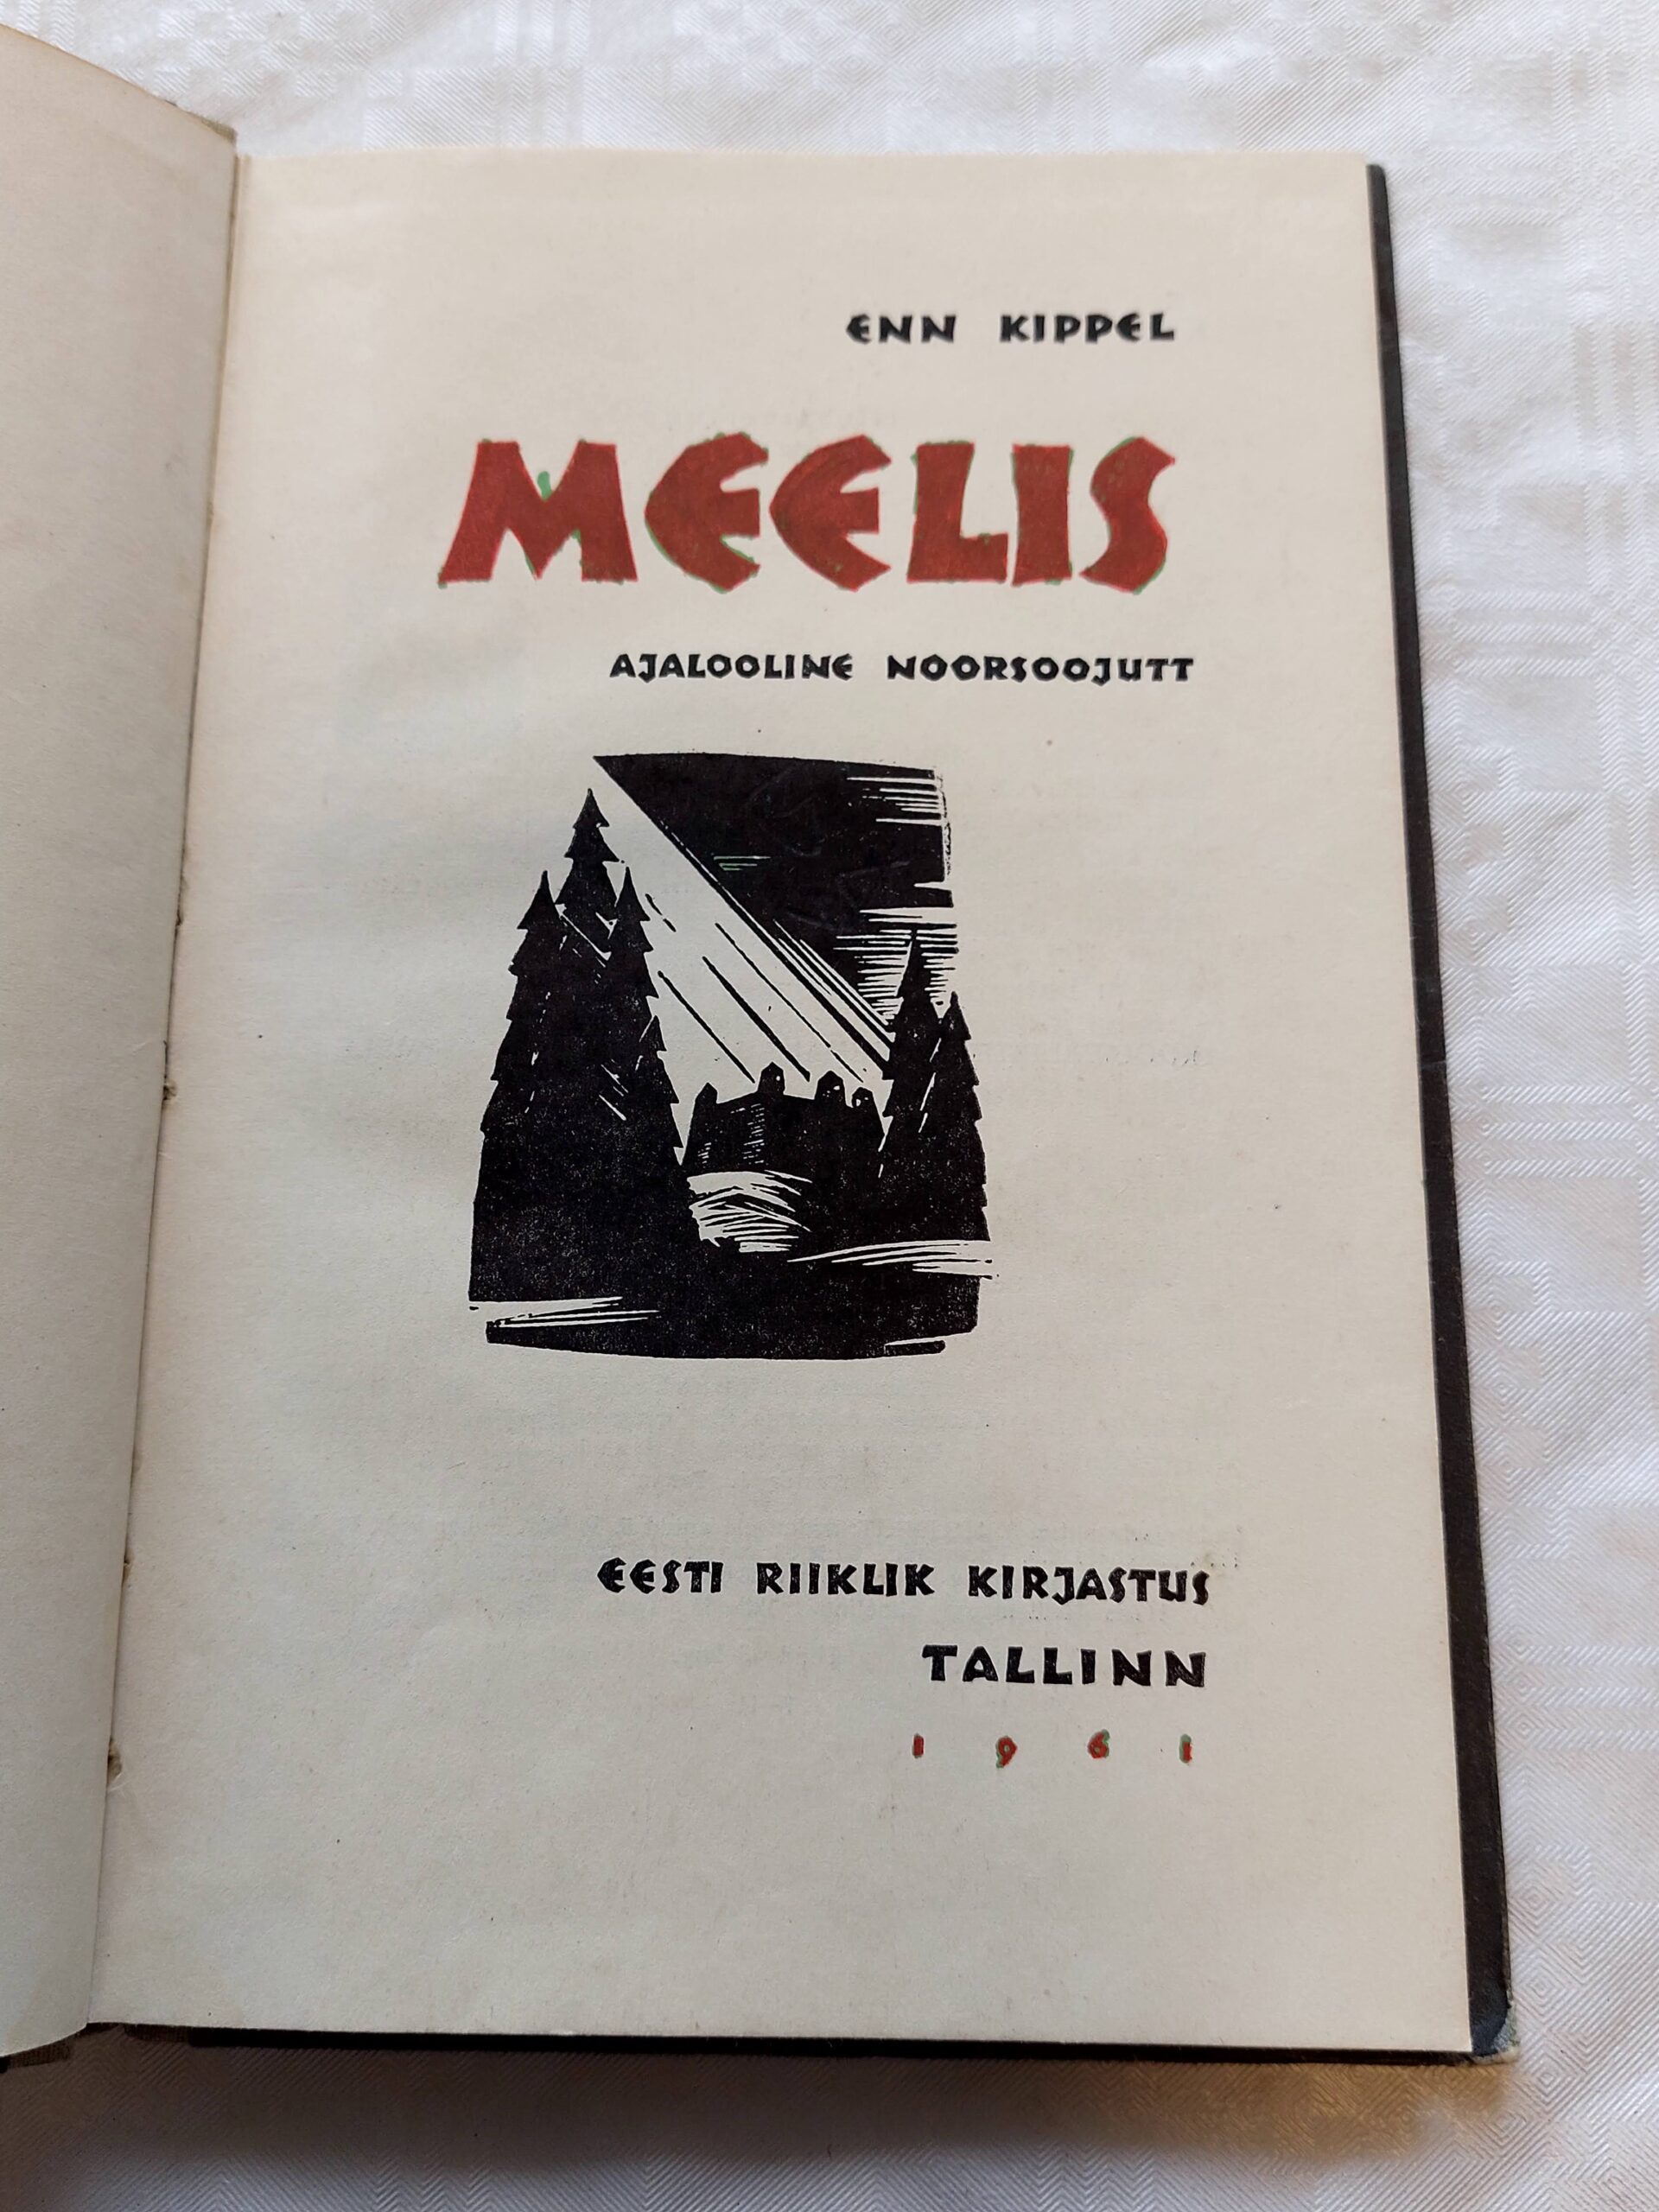 ENN KIPPEL
MEELIS
AJALOOLINE NOORSOOJUTT
EESTI RIIKLIK KIRJASTUS
TALLINN
1961